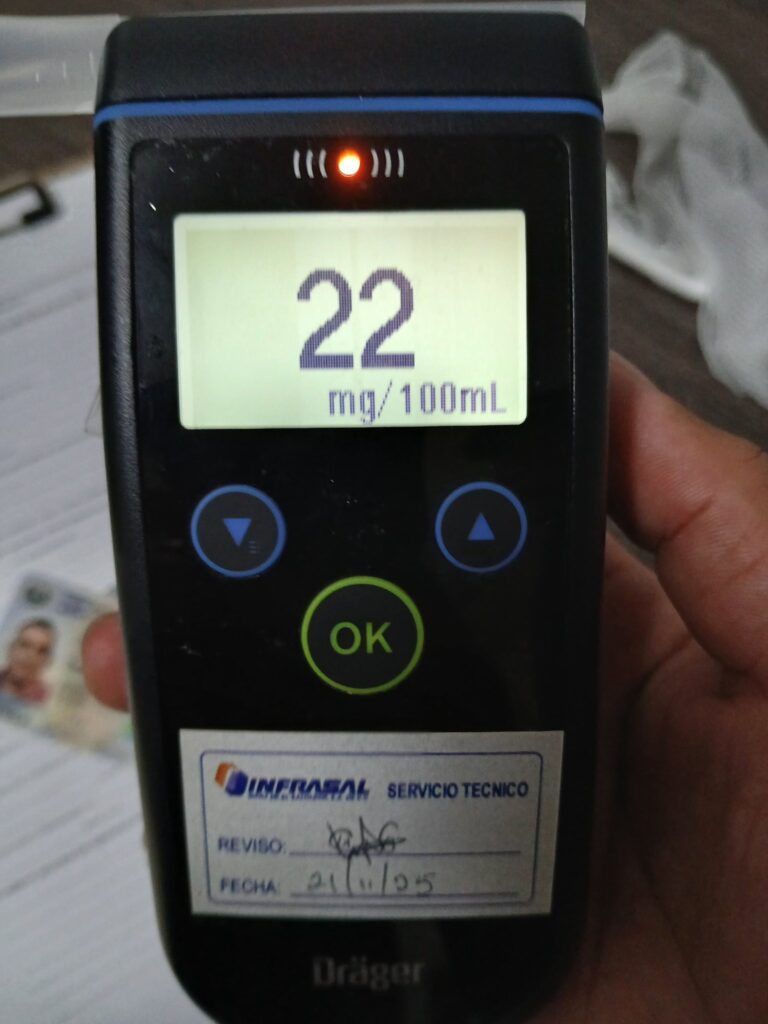 22
mg/100mL
OK
INFRASAL SERVICIO TECNICO
REVISO:
FECHA: 21/11/25
Dräger